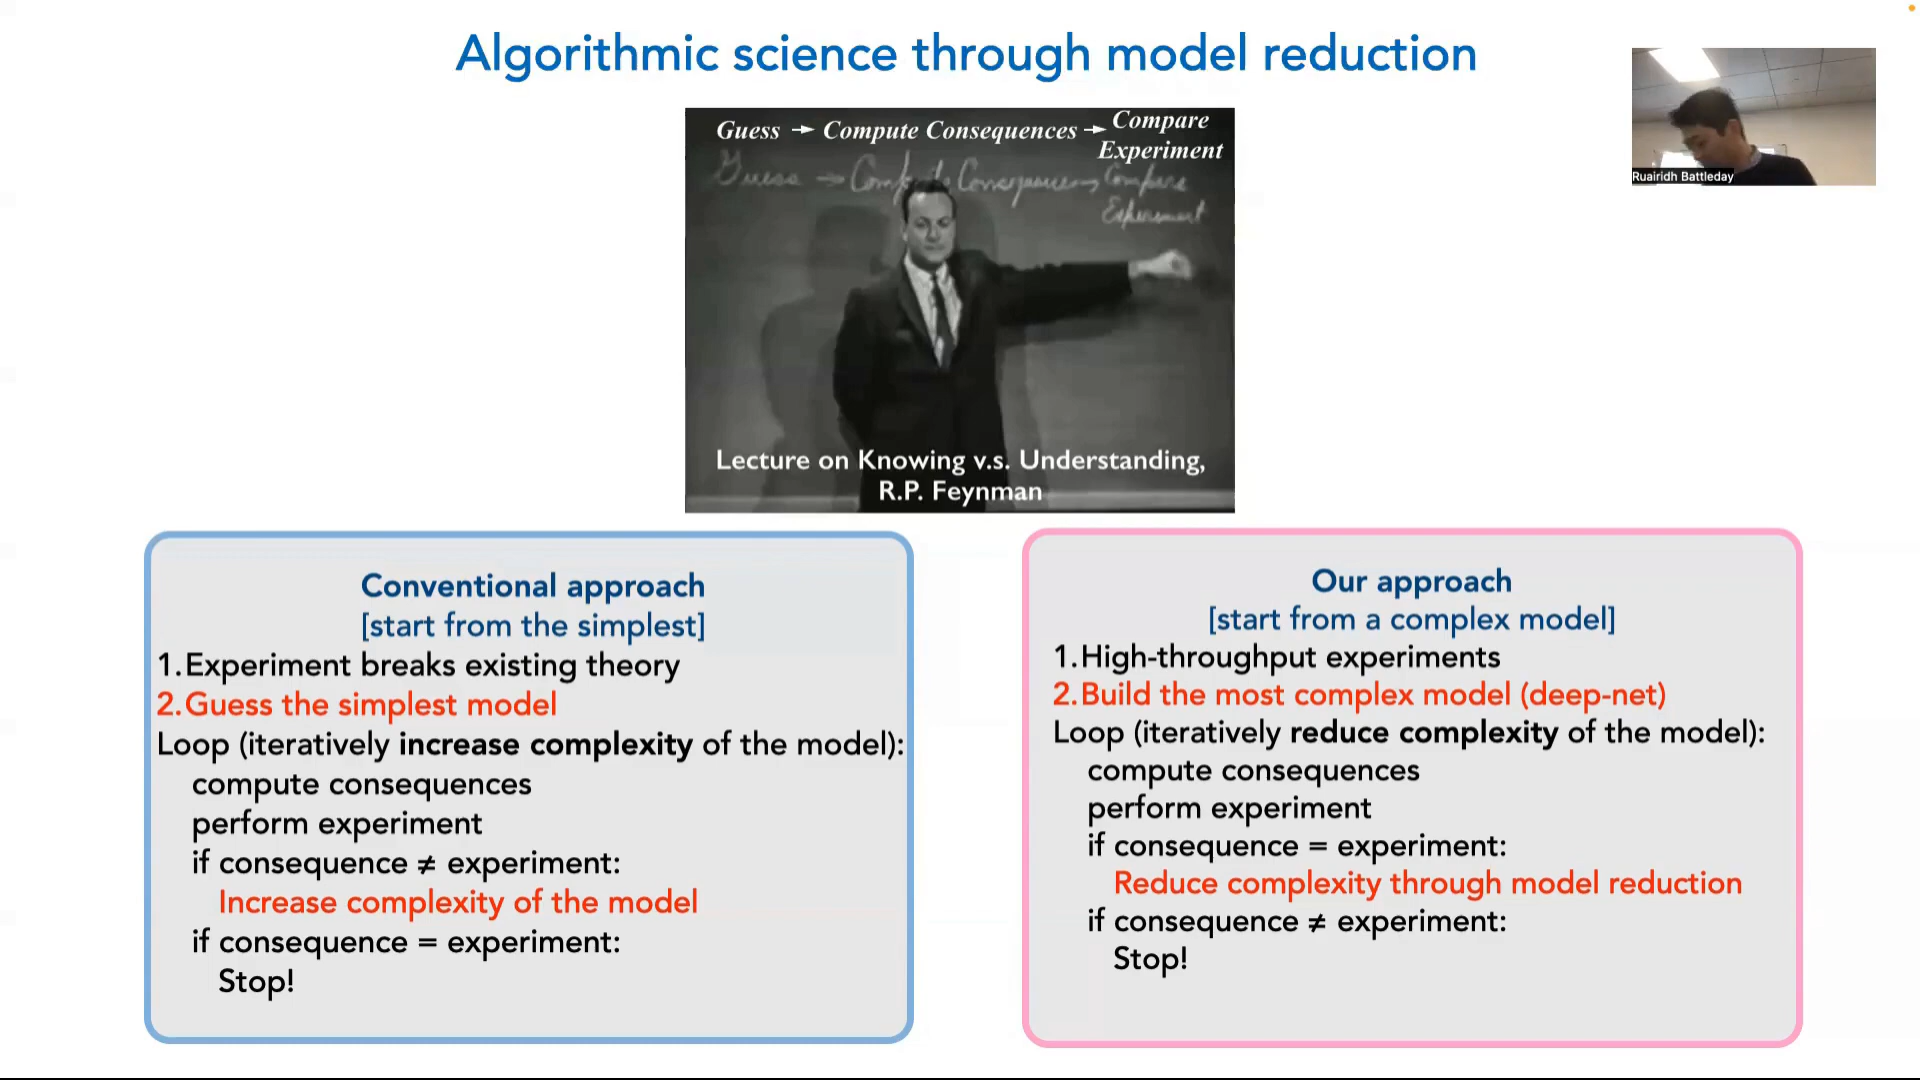 Algorithmic science through model reduction
Guess → Compute Consequences → Compare
Experiment
Guess → Compute Consequences → Compare
Experiment
Lecture on Knowing v.s. Understanding,
R.P. Feynman
Ruairidh Battleday
Conventional approach
[start from the simplest]
1.Experiment breaks existing theory
2.Guess the simplest model
Loop (iteratively increase complexity of the model):
compute consequences
perform experiment
if consequence ≠ experiment:
Increase complexity of the model
if consequence = experiment:
Stop!
Our approach
[start from a complex model]
1.High-throughput experiments
2.Build the most complex model (deep-net)
Loop (iteratively reduce complexity of the model):
compute consequences
perform experiment
if consequence = experiment:
Reduce complexity through model reduction
if consequence ≠ experiment:
Stop!